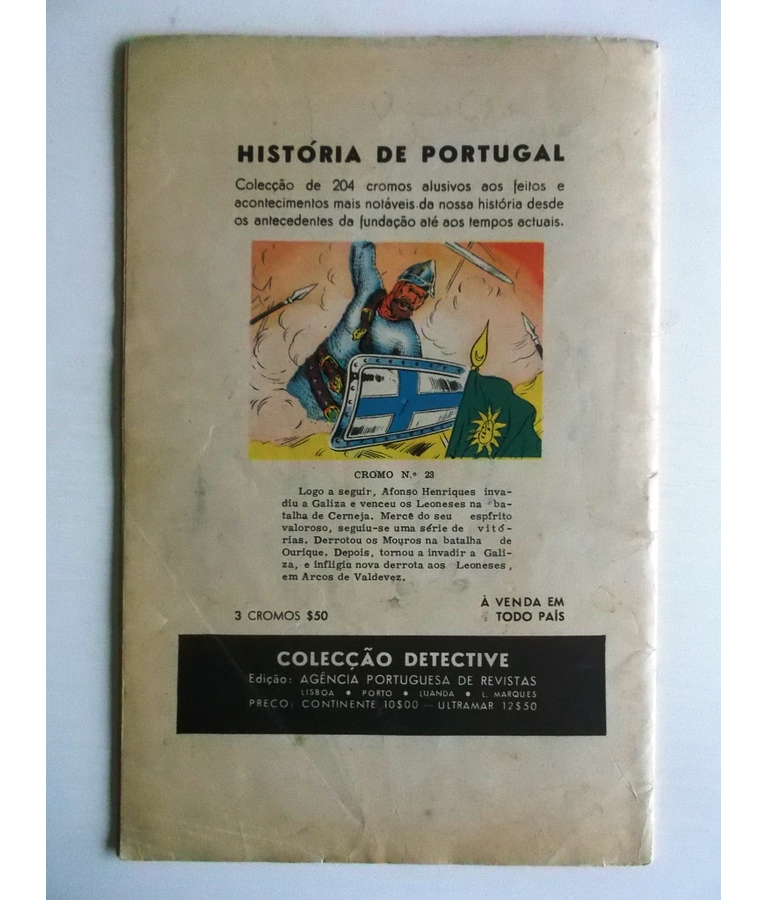 HISTÓRIA DE PORTUGAL
Colecção de 204 cromos alusivos aos feitos e
acontecimentos mais notáveis da nossa história desde
os antecedentes da fundação até aos tempos actuais.
CROMO N.º 23
Logo a seguir, Afonso Henriques inva-
diu a Galiza e venceu os Leoneses na ba-
talha de Cerneja. Mercê do seu espírito
valoroso, seguiu-se uma série de vitó-
rias. Derrotou os Mouros na batalha de
Ourique. Depois, tornou a invadir a Gali-
za, e infligiu nova derrota aos Leoneses,
em Arcos de Valdevez.
3 CROMOS $50
À VENDA EM
TODO PAÍS
COLECÇÃO DETECTIVE
Edição: AGÊNCIA PORTUGUESA DE REVISTAS
LISBOA • PORTO • LUANDA • L. MARQUES
PREÇO: CONTINENTE 10$00 — ULTRAMAR 12$50